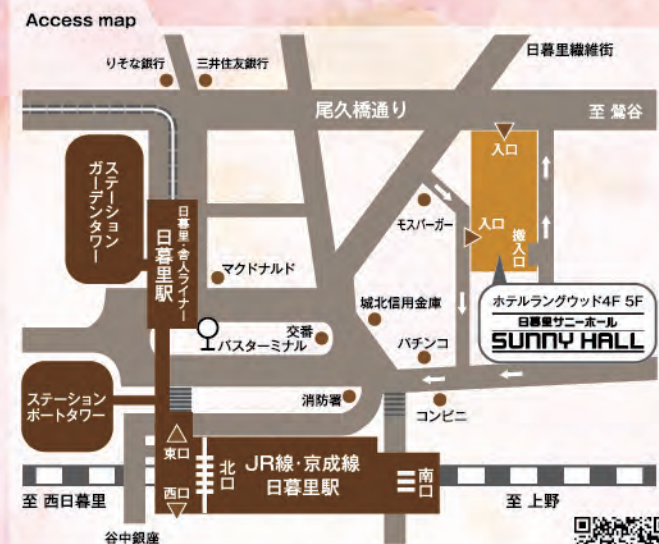 Access map
日暮里繊維街
りそな銀行
三井住友銀行
尾久橋通り
至 鶯谷
ステーション
ガーデンタワー
入口
日暮里・舎人ライナー
日暮里駅
モスバーガー
入口
搬入口
マクドナルド
ホテルラングウッド4F 5F
日暮里サニーホール
SUNNY HALL
城北信用金庫
交番
バスターミナル
パチンコ
ステーション
ポートタワー
消防署
コンビニ
東口
西口
北口
JR線・京成線
日暮里駅
南口
至 西日暮里
至 上野
谷中銀座